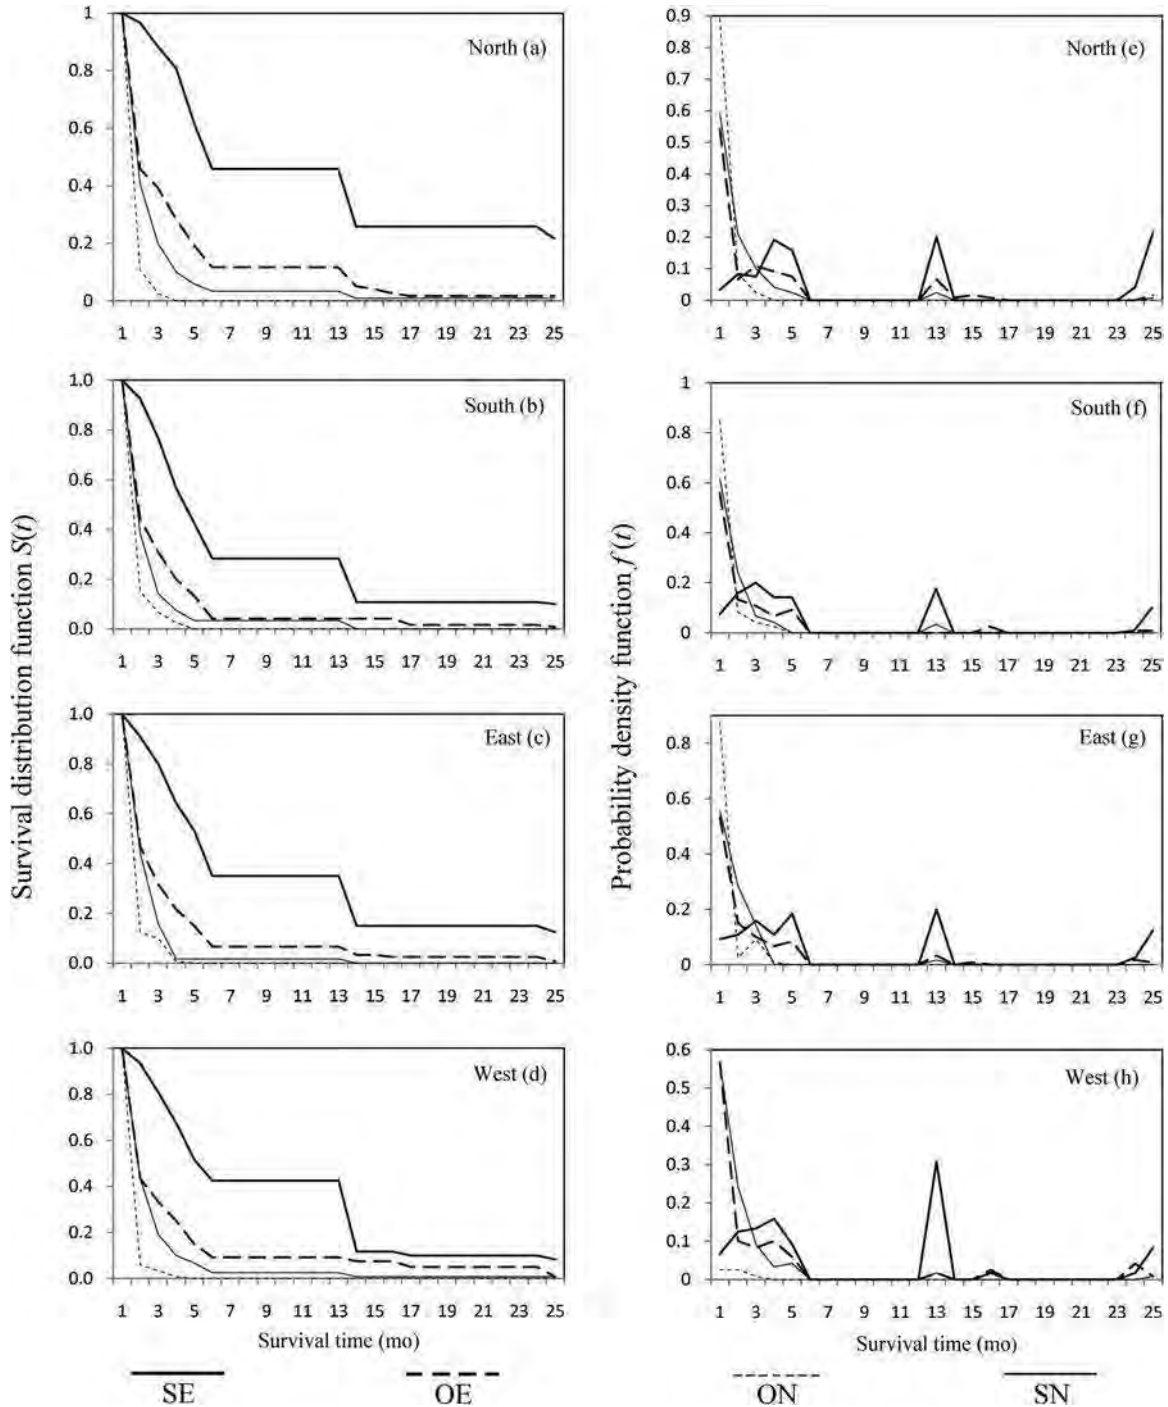 Survival distribution function S(t)
1
0.8
0.6
0.4
0.2
0
North (a)
1 3 5 7 9 11 13 15 17 19 21 23 25
1.0
0.8
0.6
0.4
0.2
0.0
South (b)
1 3 5 7 9 11 13 15 17 19 21 23 25
1.0
0.8
0.6
0.4
0.2
0.0
East (c)
1 3 5 7 9 11 13 15 17 19 21 23 25
1.0
0.8
0.6
0.4
0.2
0.0
West (d)
1 3 5 7 9 11 13 15 17 19 21 23 25
Survival time (mo)
Probability density function f(t)
0.9
0.8
0.7
0.6
0.5
0.4
0.3
0.2
0.1
0
North (e)
1 3 5 7 9 11 13 15 17 19 21 23 25
1
0.8
0.6
0.4
0.2
0
South (f)
1 3 5 7 9 11 13 15 17 19 21 23 25
0.8
0.6
0.4
0.2
0
East (g)
1 3 5 7 9 11 13 15 17 19 21 23 25
0.6
0.5
0.4
0.3
0.2
0.1
0
West (h)
1 3 5 7 9 11 13 15 17 19 21 23 25
Survival time (mo)
SE OE ON SN